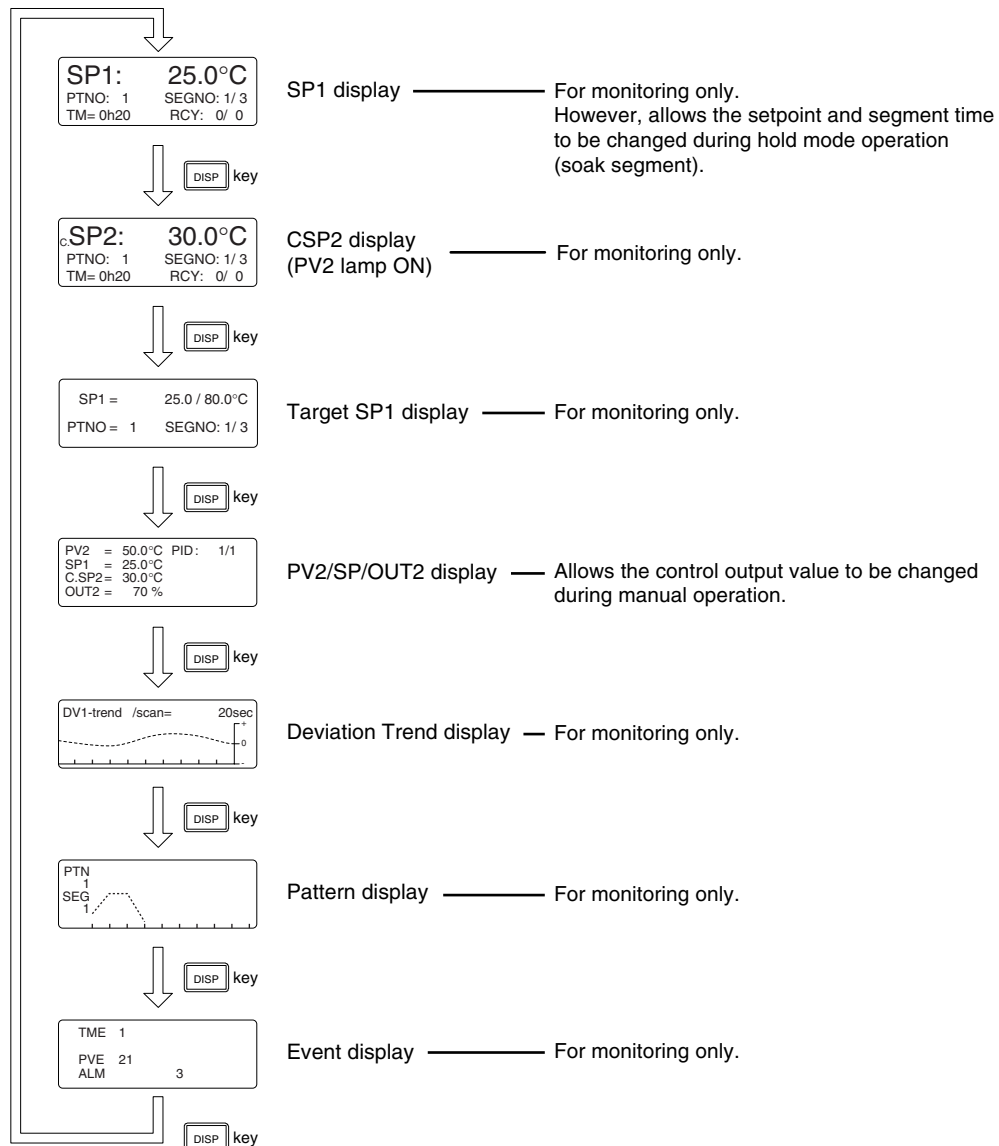 SP1: 25.0°C
PTNO: 1 SEGNO: 1/ 3
TM= 0h20 RCY: 0/ 0
SP1 display
For monitoring only.
However, allows the setpoint and segment time
to be changed during hold mode operation
(soak segment).
DISP key
C.SP2: 30.0°C
PTNO: 1 SEGNO: 1/ 3
TM= 0h20 RCY: 0/ 0
CSP2 display
(PV2 lamp ON)
For monitoring only.
DISP key
SP1 = 25.0 / 80.0°C
PTNO = 1 SEGNO: 1/ 3
Target SP1 display
For monitoring only.
DISP key
PV2 = 50.0°C PID: 1/1
SP1 = 25.0°C
C.SP2= 30.0°C
OUT2 = 70 %
PV2/SP/OUT2 display
Allows the control output value to be changed
during manual operation.
DISP key
DV1-trend /scan= 20sec
+
0
-
Deviation Trend display
For monitoring only.
DISP key
PTN
1
SEG
1
Pattern display
For monitoring only.
DISP key
TME 1
PVE 21
ALM 3
Event display
For monitoring only.
DISP key